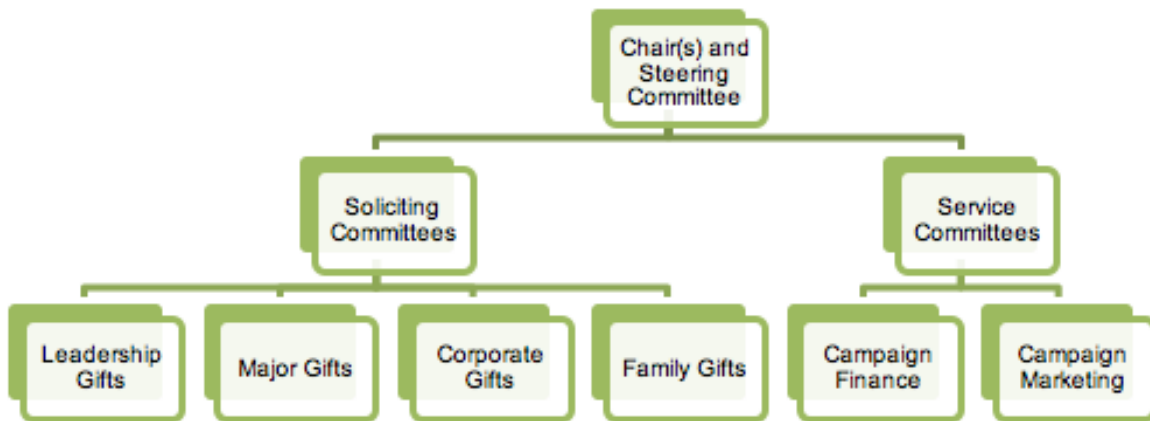 Chair(s) and
Steering
Committee
Soliciting
Committees
Service
Committees
Leadership
Gifts
Major Gifts
Corporate
Gifts
Family Gifts
Campaign
Finance
Campaign
Marketing